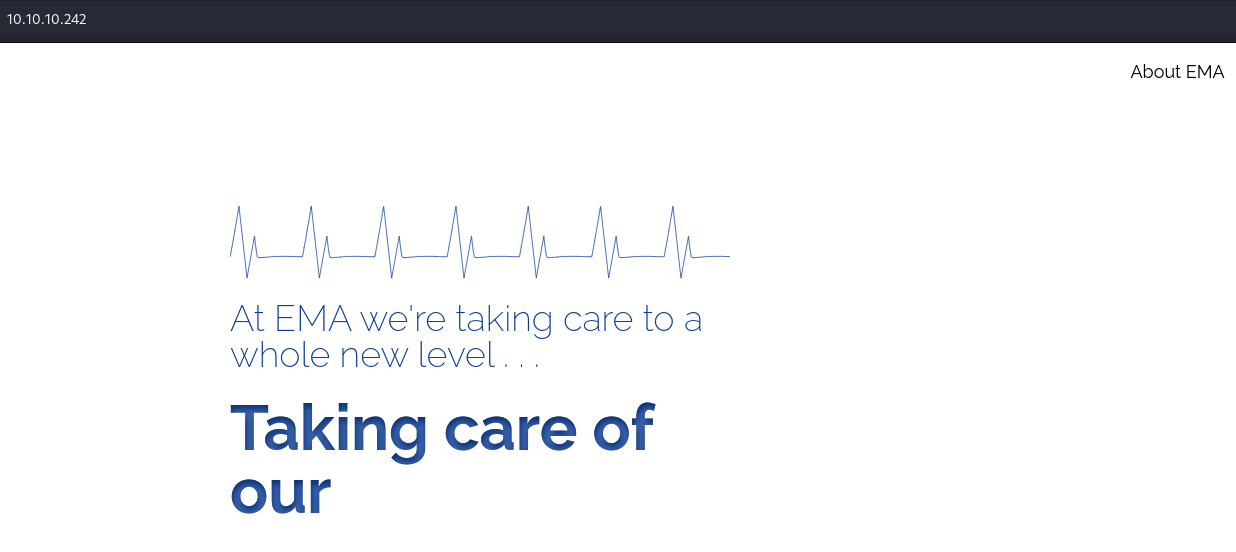 10.10.10.242
About EMA
At EMA we're taking care to a
whole new level . . .
Taking care of
our